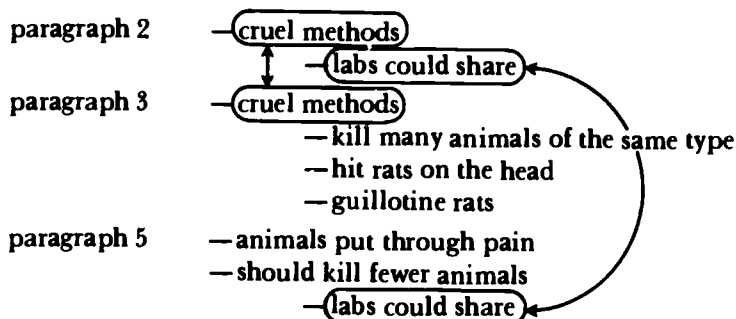 paragraph 2 —cruel methods
—labs could share
paragraph 3 —cruel methods
—kill many animals of the same type
—hit rats on the head
—guillotine rats
paragraph 5 —animals put through pain
—should kill fewer animals
—labs could share